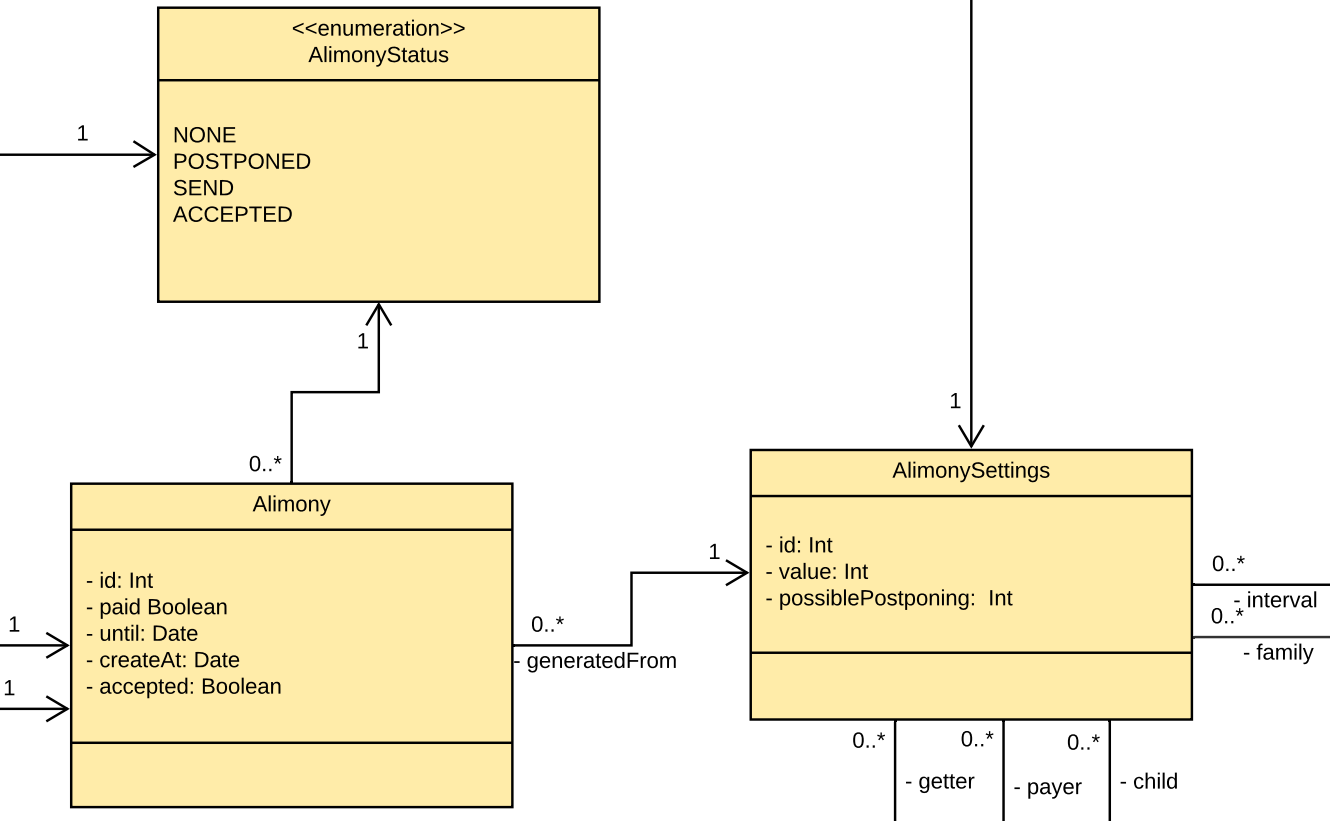 <<enumeration>>
AlimonyStatus
1
NONE
POSTPONED
SEND
ACCEPTED
1
0..*
Alimony
- id: Int
- paid Boolean
- until: Date
- createAt: Date
- accepted: Boolean
1
1
0..*
- generatedFrom
1
1
AlimonySettings
- id: Int
- value: Int
- possiblePostponing:  Int
0..*
- interval
0..*
- family
0..*
- getter
0..*
- payer
0..*
- child